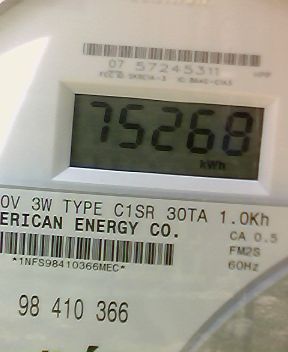 07 57245311
75268
kWh
0V 3W TYPE C1SR 30TA 1.0Kh
ERICAN ENERGY CO.
CA 0.5
FM2S
60Hz
*1NFS98410366MEC*
98 410 366